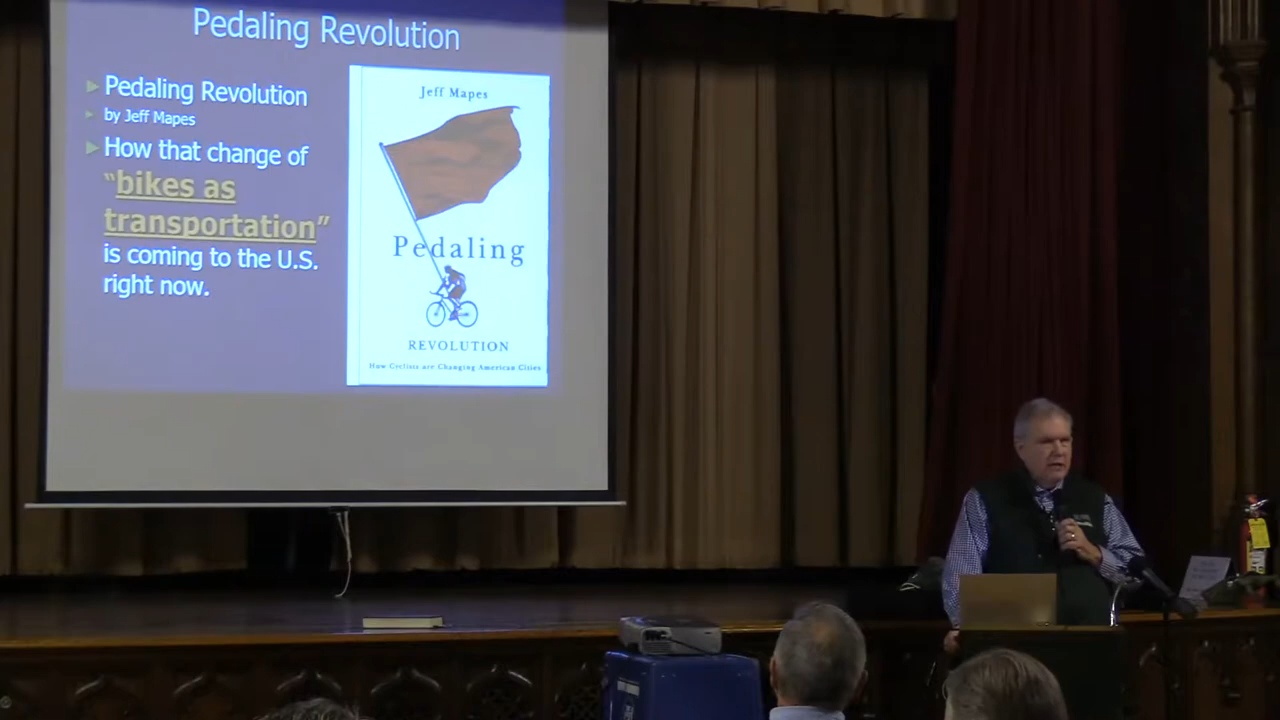 Pedaling Revolution
Pedaling Revolution
by Jeff Mapes
How that change of
"bikes as
transportation"
is coming to the U.S.
right now.
Jeff Mapes
Pedaling
REVOLUTION
How Cyclists are Changing American Cities